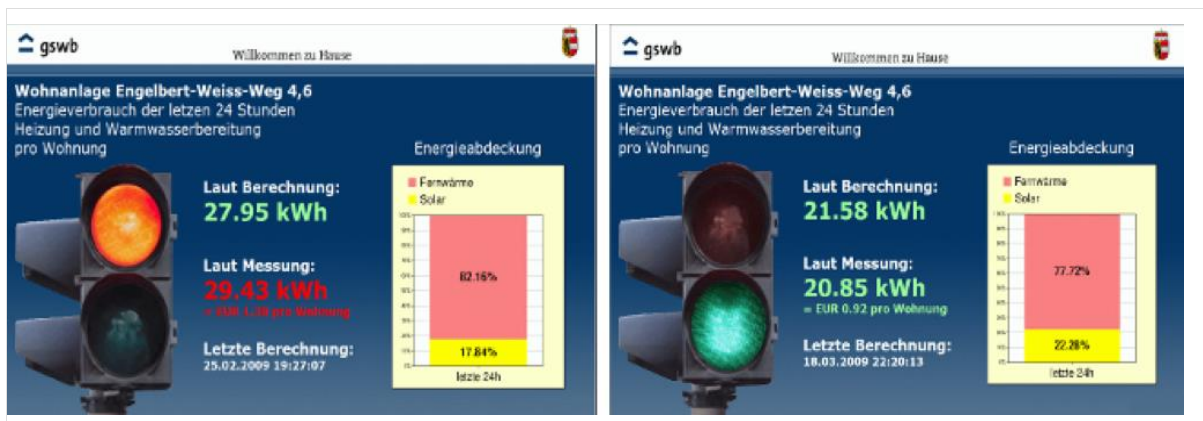 gswb
Willkommen zu Hause
Wohnanlage Engelbert-Weiss-Weg 4,6
Energieverbrauch der letzen 24 Stunden
Heizung und Warmwasserbereitung
pro Wohnung
Energieabdeckung
Laut Berechnung:
27.95 kWh
Laut Messung:
29.43 kWh
= EUR pro Wohnung
Letzte Berechnung:
25.02.2009 19:27:07
Fernwärme
Solar
82.16%
17.84%
letzte 24h
gswb
Willkommen zu Hause
Wohnanlage Engelbert-Weiss-Weg 4,6
Energieverbrauch der letzen 24 Stunden
Heizung und Warmwasserbereitung
pro Wohnung
Energieabdeckung
Laut Berechnung:
21.58 kWh
Laut Messung:
20.85 kWh
= EUR 0.92 pro Wohnung
Letzte Berechnung:
18.03.2009 22:20:13
Fernwärme
Solar
77.72%
22.28%
letzte 24h